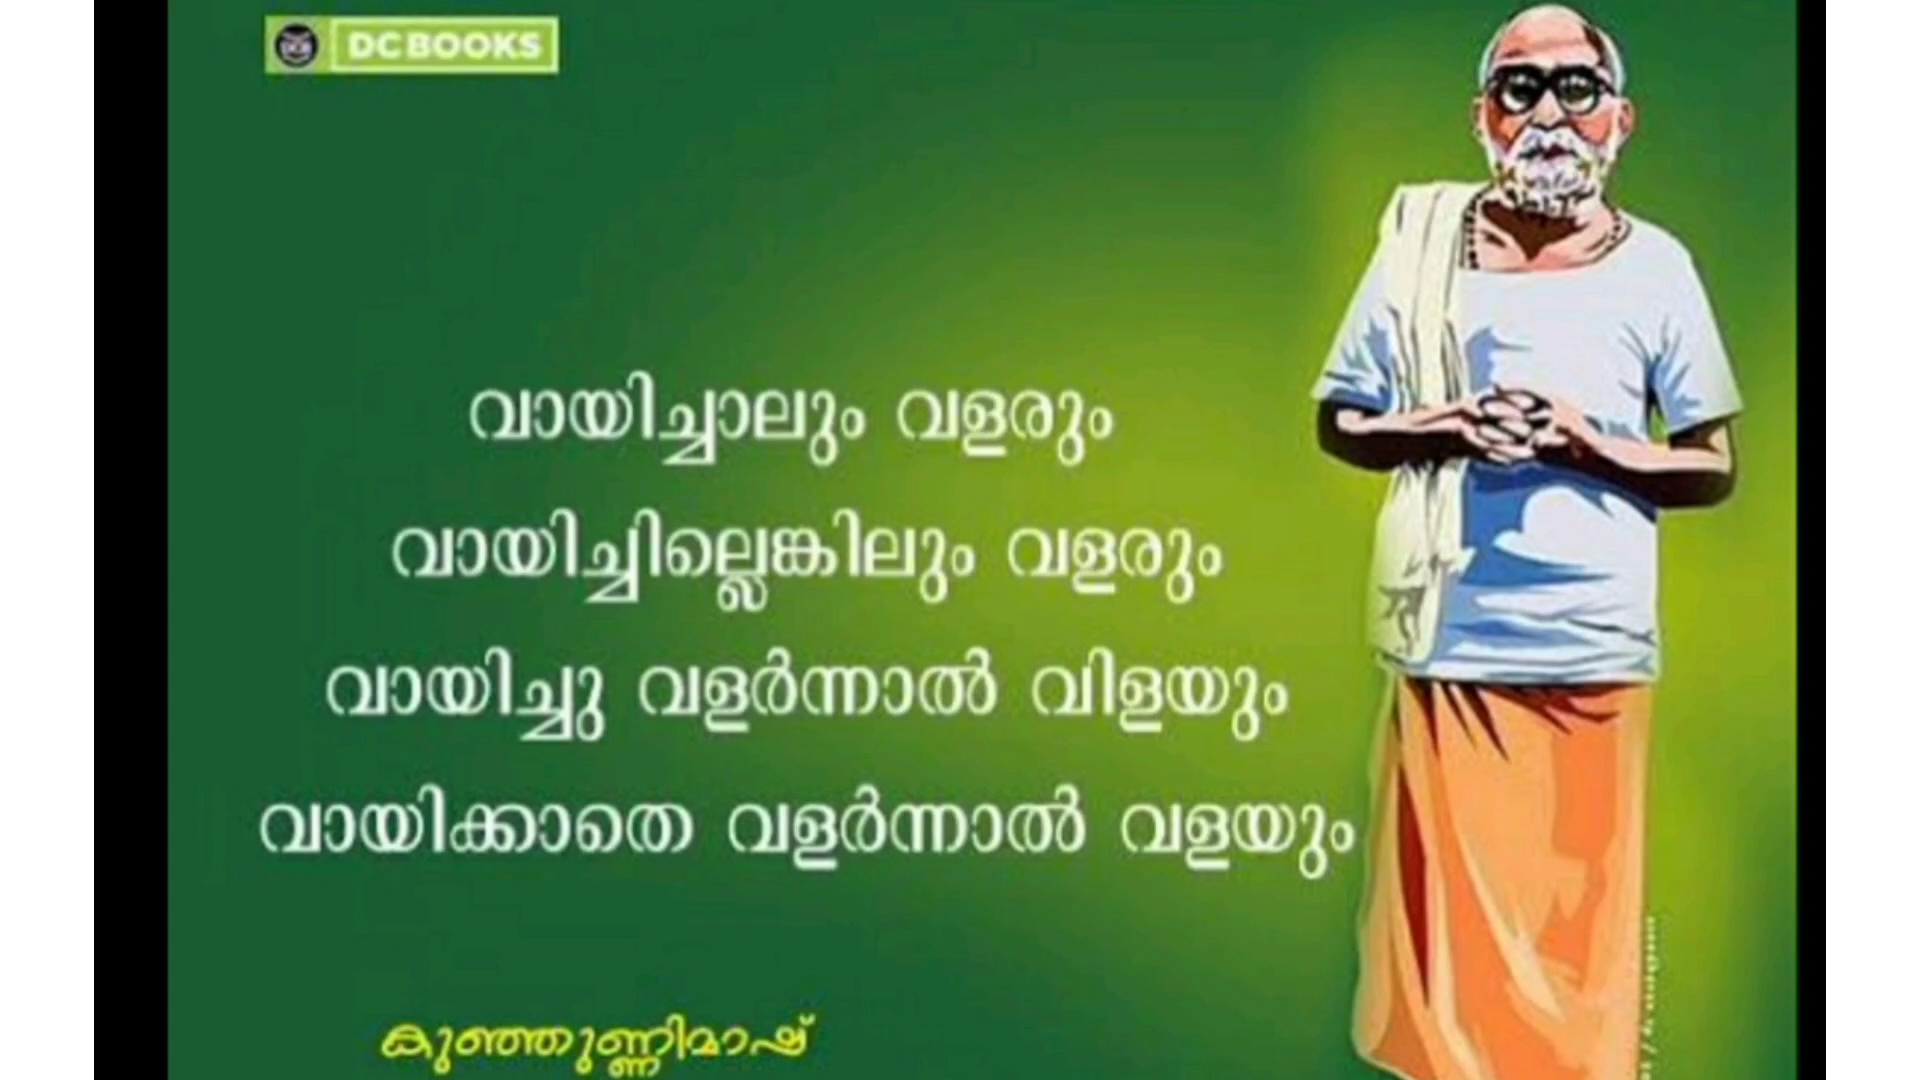 DC BOOKS
വായിച്ചാലും വളരും
വായിച്ചില്ലെങ്കിലും വളരും
വായിച്ചു വളർന്നാൽ വിളയും
വായിക്കാതെ വളർന്നാൽ വളയും
കുഞ്ഞുണ്ണിമാഷ്